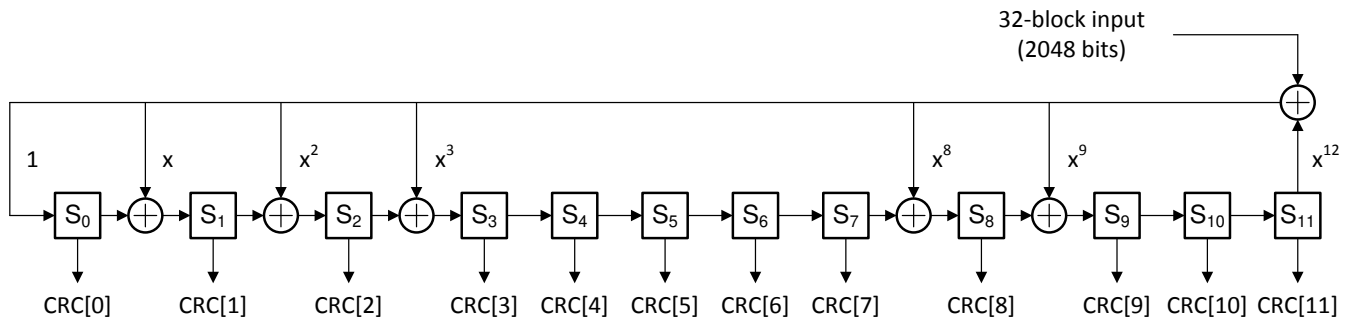 32-block input
(2048 bits)
1 x x² x³ x⁸ x⁹ x¹²
S₀ S₁ S₂ S₃ S₄ S₅ S₆ S₇ S₈ S₉ S₁₀ S₁₁
CRC[0] CRC[1] CRC[2] CRC[3] CRC[4] CRC[5] CRC[6] CRC[7] CRC[8] CRC[9] CRC[10] CRC[11]